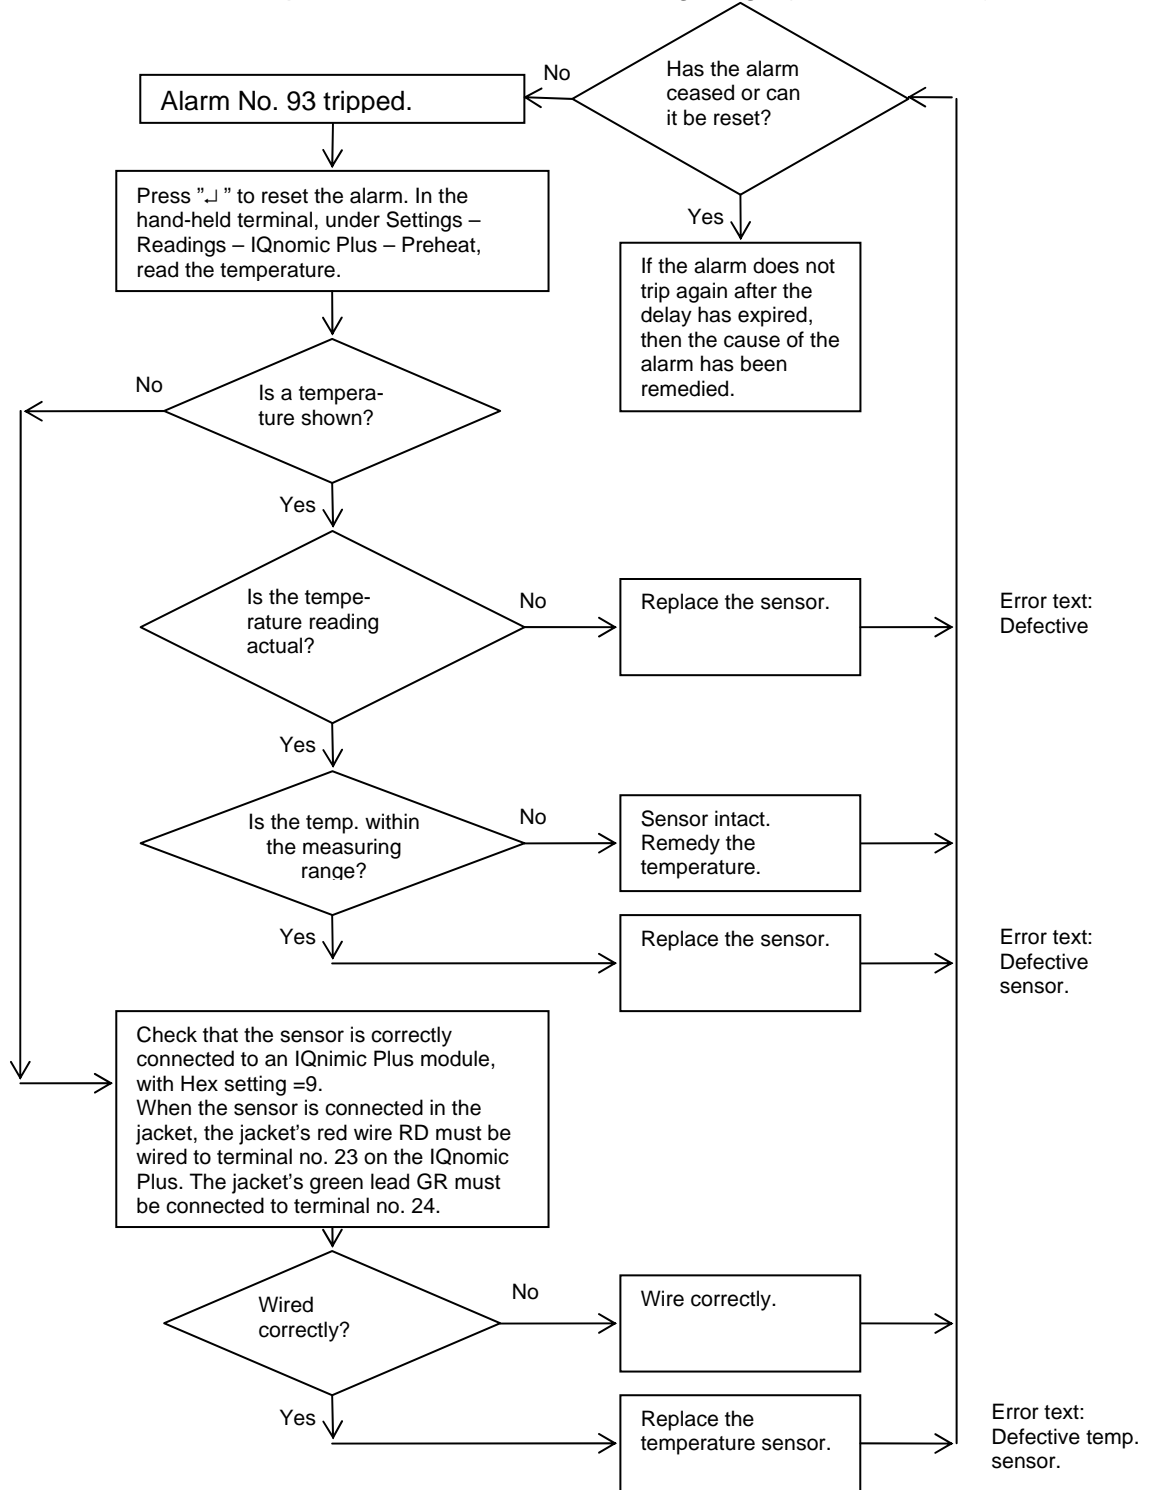 No
Has the alarm
ceased or can
it be reset?
Alarm No. 93 tripped.
Press ”↵” to reset the alarm. In the
hand-held terminal, under Settings –
Readings – IQnomic Plus – Preheat,
read the temperature.
Yes
If the alarm does not
trip again after the
delay has expired,
then the cause of the
alarm has been
remedied.
No
Is a tempera-
ture shown?
Yes
Is the tempe-
rature reading
actual?
No
Replace the sensor.
Error text:
Defective
Yes
Is the temp. within
the measuring
range?
No
Sensor intact.
Remedy the
temperature.
Yes
Replace the sensor.
Error text:
Defective
sensor.
Check that the sensor is correctly
connected to an IQnimic Plus module,
with Hex setting =9.
When the sensor is connected in the
jacket, the jacket’s red wire RD must be
wired to terminal no. 23 on the IQnomic
Plus. The jacket’s green lead GR must
be connected to terminal no. 24.
Wired
correctly?
No
Wire correctly.
Yes
Replace the
temperature sensor.
Error text:
Defective temp.
sensor.